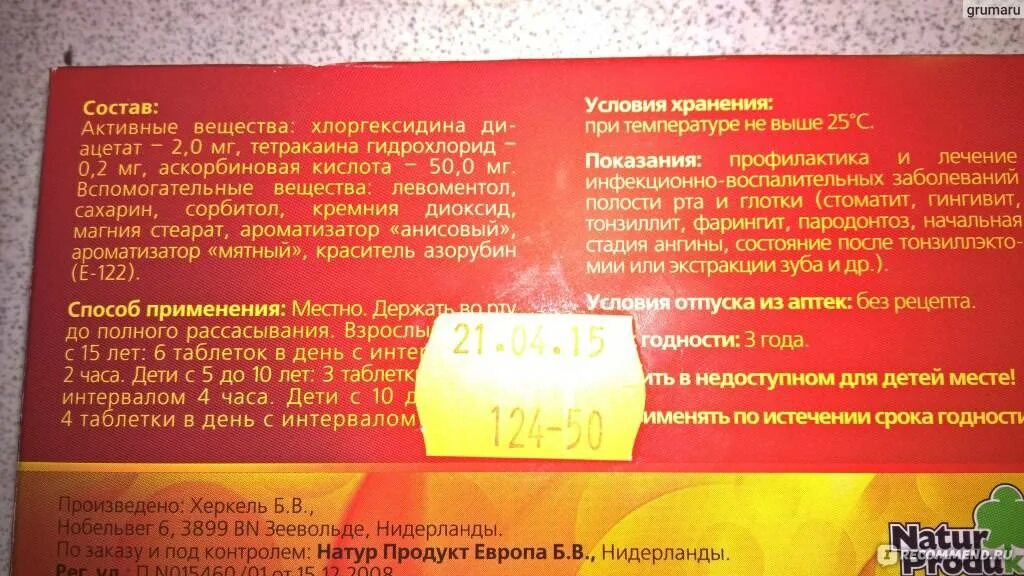 grumaru
Состав:
Активные вещества: хлоргексидина ди-
ацетат – 2,0 мг, тетракаина гидрохлорид –
0,2 мг, аскорбиновая кислота – 50,0 мг.
Вспомогательные вещества: левоментол,
сахарин, сорбитол, кремния диоксид,
магния стеарат, ароматизатор «анисовый»,
ароматизатор «мятный», краситель азорубин
(Е-122).
Способ применения: Местно. Держать во рту
до полного рассасывания. Взрослы
с 15 лет: 6 таблеток в день с интер
2 часа. Дети с 5 до 10 лет: 3 таблетк
интервалом 4 часа. Дети с 10 д
4 таблетки в день с интервалом
Условия хранения:
при температуре не выше 25°С.
Показания: профилактика и лечение
инфекционно-воспалительных заболеваний
полости рта и глотки (стоматит, гингивит,
тонзиллит, фарингит, пародонтоз, начальная
стадия ангины, состояние после тонзиллэкто-
мии или экстракции зуба и др.).
Условия отпуска из аптек: без рецепта.
годности: 3 года.
ить в недоступном для детей месте!
именять по истечении срока годности
21.04.15
124-50
Произведено: Херкель Б.В.,
Нобельвег 6, 3899 BN Зеевольде, Нидерланды.
По заказу и под контролем: Натур Продукт Европа Б.В., Нидерланды.
Рег. уд.: П N015460/01 от 15.12.2008
Natur
Produkt
IRECOMMEND.RU